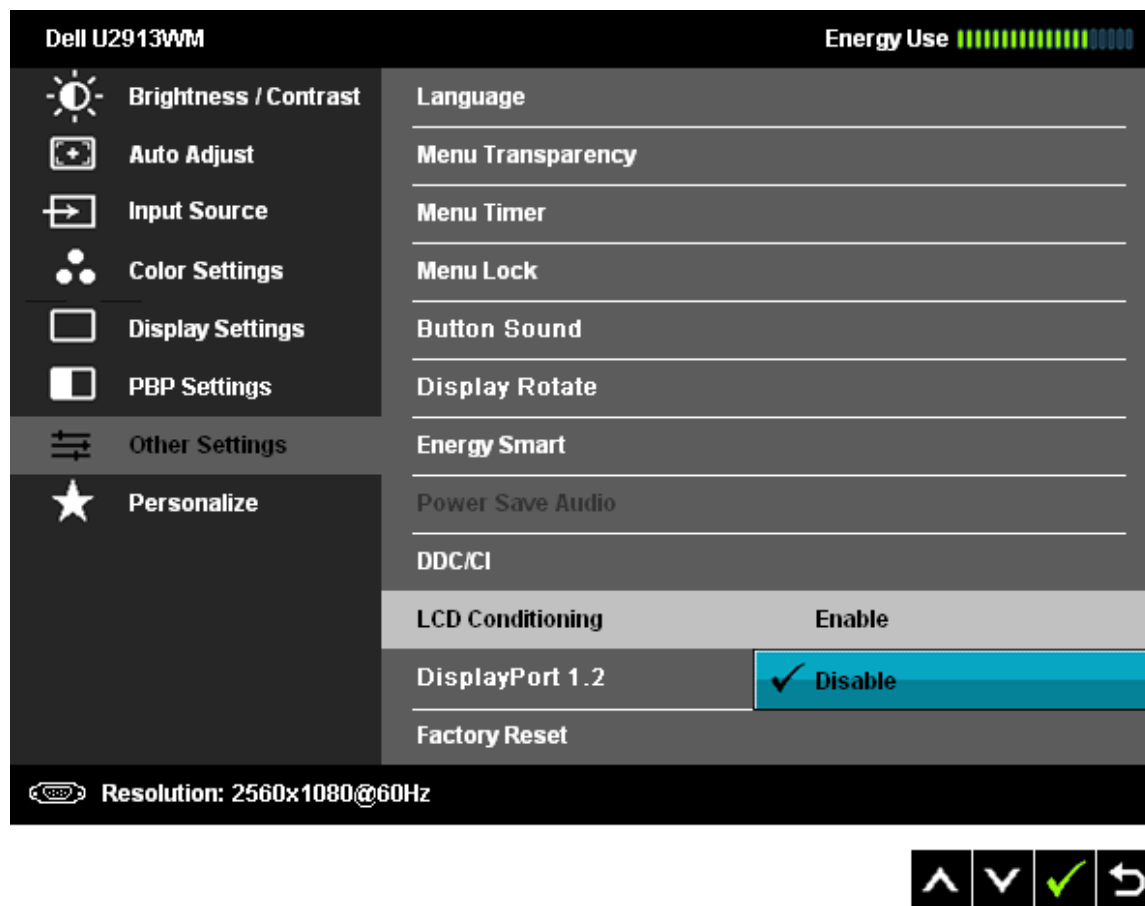 Dell U2913WM Energy Use
Brightness / Contrast
Auto Adjust
Input Source
Color Settings
Display Settings
PBP Settings
Other Settings
Personalize
Language
Menu Transparency
Menu Timer
Menu Lock
Button Sound
Display Rotate
Energy Smart
Power Save Audio
DDC/CI
LCD Conditioning Enable
DisplayPort 1.2 Disable
Factory Reset
Resolution: 2560x1080@60Hz